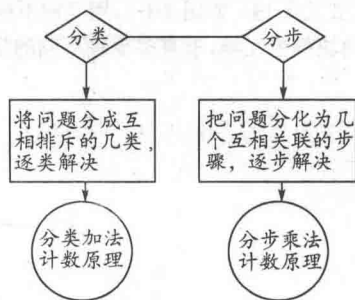 分类
分步
将问题分成互
相排斥的几类，
逐类解决
把问题分化为几
个互相关联的步
骤，逐步解决
分类加法
计数原理
分步乘法
计数原理